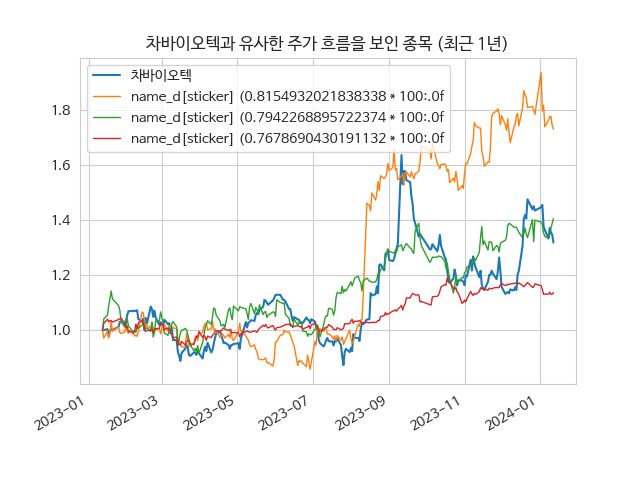 차바이오텍과 유사한 주가 흐름을 보인 종목 (최근 1년)
차바이오텍
name_d[sticker] (0.8154932021838338 * 100:.0f
name_d[sticker] (0.7942268895722374 * 100:.0f
name_d[sticker] (0.7678690430191132 * 100:.0f
1.8
1.6
1.4
1.2
1.0
2023-01
2023-03
2023-05
2023-07
2023-09
2023-11
2024-01